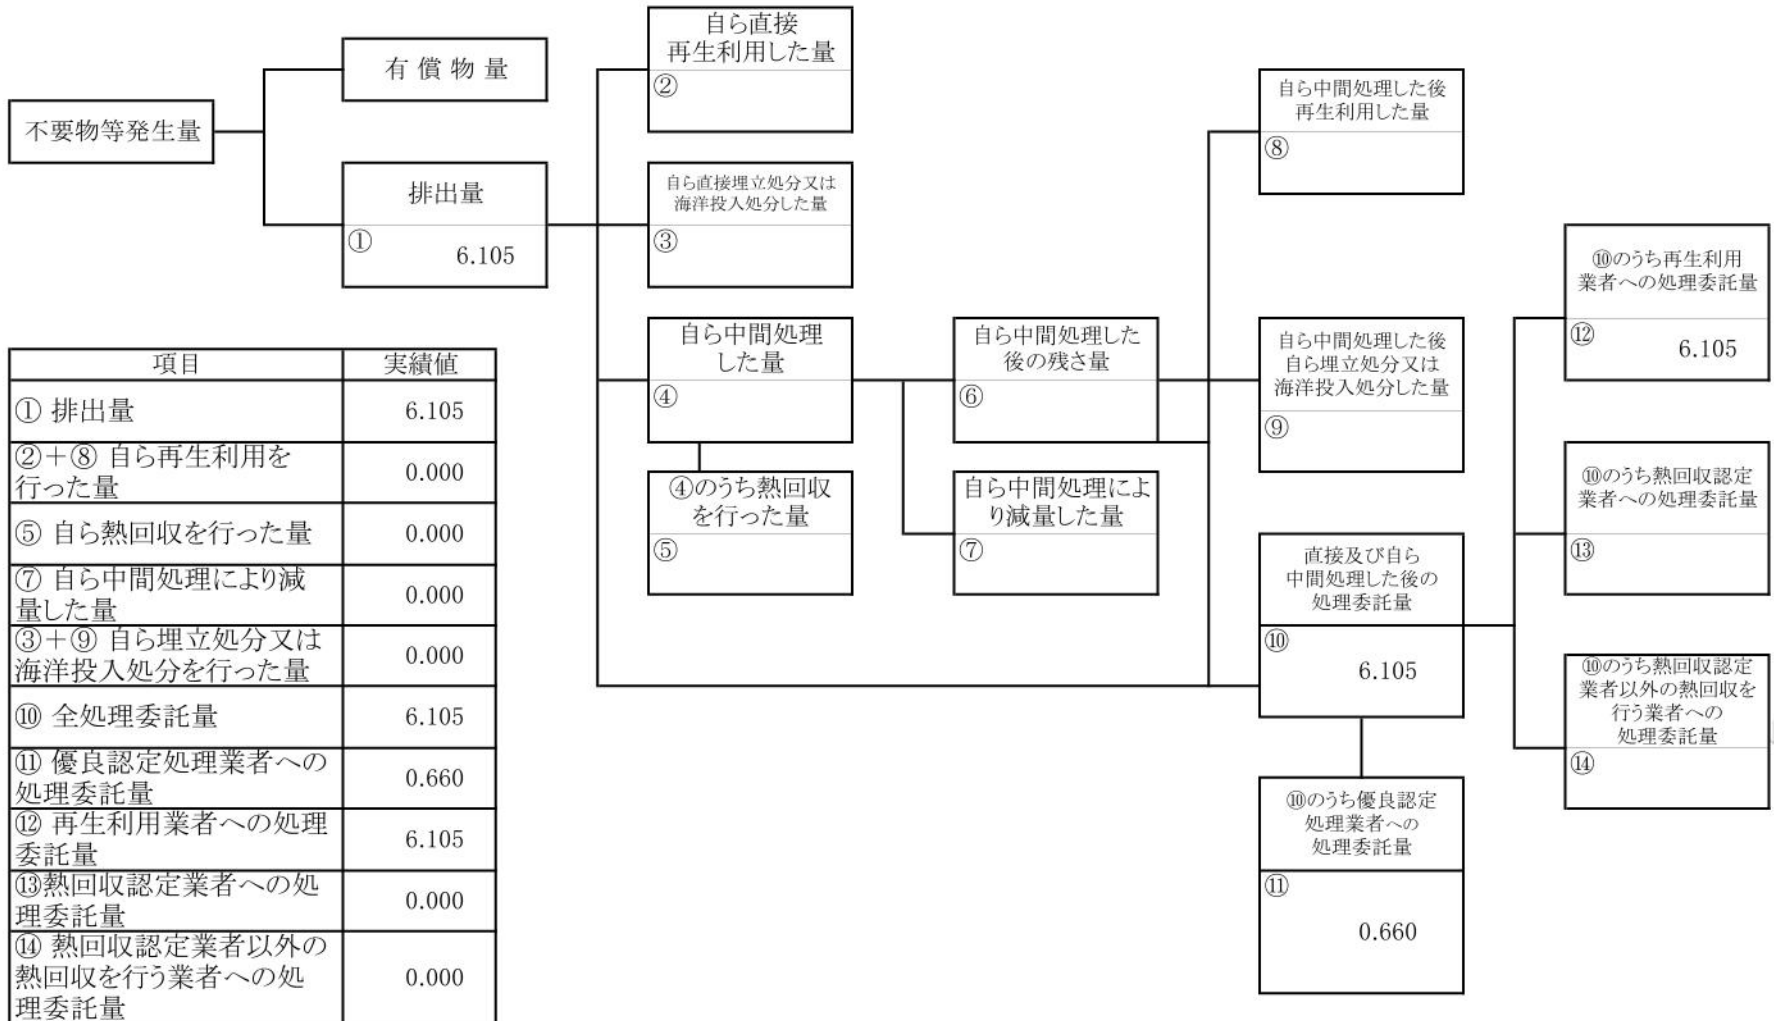 不要物等発生量
有 償 物 量
排出量
①
6.105
自ら直接
再生利用した量
②
自ら直接埋立処分又は
海洋投入処分した量
③
自ら中間処理
した量
④
④のうち熱回収
を行った量
⑤
自ら中間処理した
後の残さ量
⑥
自ら中間処理によ
り減量した量
⑦
自ら中間処理した後
再生利用した量
⑧
自ら中間処理した後
自ら埋立処分又は
海洋投入処分した量
⑨
直接及び自ら
中間処理した後の
処理委託量
⑩
6.105
⑩のうち優良認定
処理業者への
処理委託量
⑪
0.660
⑩のうち再生利用
業者への処理委託量
⑫
6.105
⑩のうち熱回収認定
業者への処理委託量
⑬
⑩のうち熱回収認定
業者以外の熱回収を
行う業者への
処理委託量
⑭
項目 実績値
① 排出量 6.105
②＋⑧ 自ら再生利用を
行った量 0.000
⑤ 自ら熱回収を行った量 0.000
⑦ 自ら中間処理により減
量した量 0.000
③＋⑨ 自ら埋立処分又は
海洋投入処分を行った量 0.000
⑩ 全処理委託量 6.105
⑪ 優良認定処理業者への
処理委託量 0.660
⑫ 再生利用業者への処理
委託量 6.105
⑬熱回収認定業者への処
理委託量 0.000
⑭ 熱回収認定業者以外の
熱回収を行う業者への処
理委託量 0.000